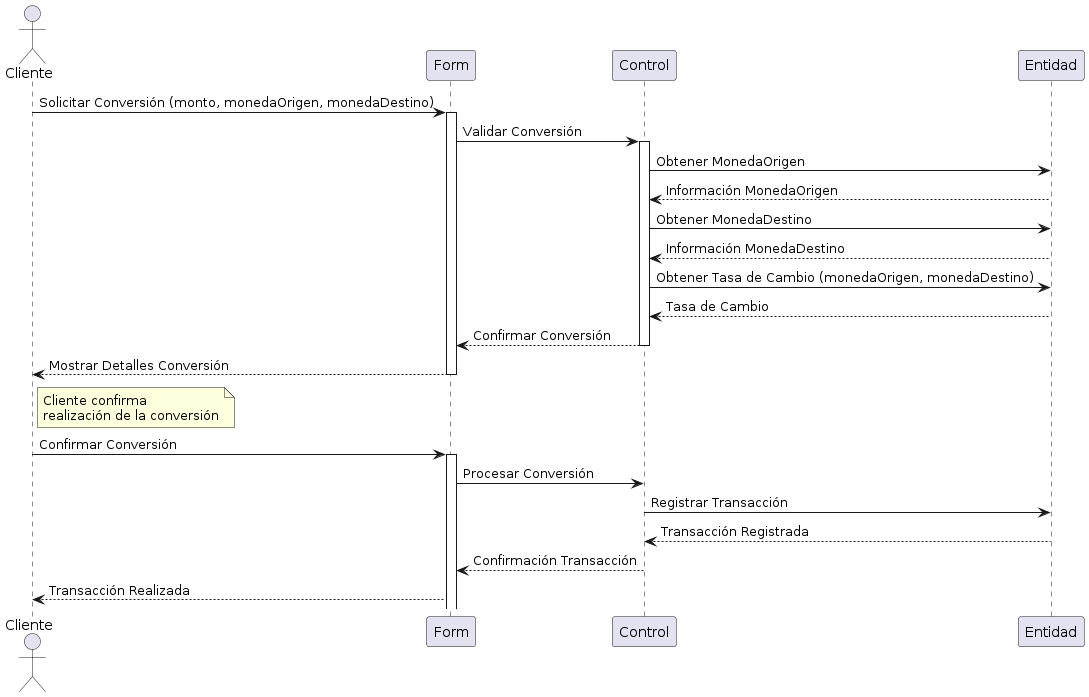 Cliente
Form
Control
Entidad
Solicitar Conversión (monto, monedaOrigen, monedaDestino)
Validar Conversión
Obtener MonedaOrigen
Información MonedaOrigen
Obtener MonedaDestino
Información MonedaDestino
Obtener Tasa de Cambio (monedaOrigen, monedaDestino)
Tasa de Cambio
Confirmar Conversión
Mostrar Detalles Conversión
Cliente confirma
realización de la conversión
Confirmar Conversión
Procesar Conversión
Registrar Transacción
Transacción Registrada
Confirmación Transacción
Transacción Realizada
Cliente
Form
Control
Entidad